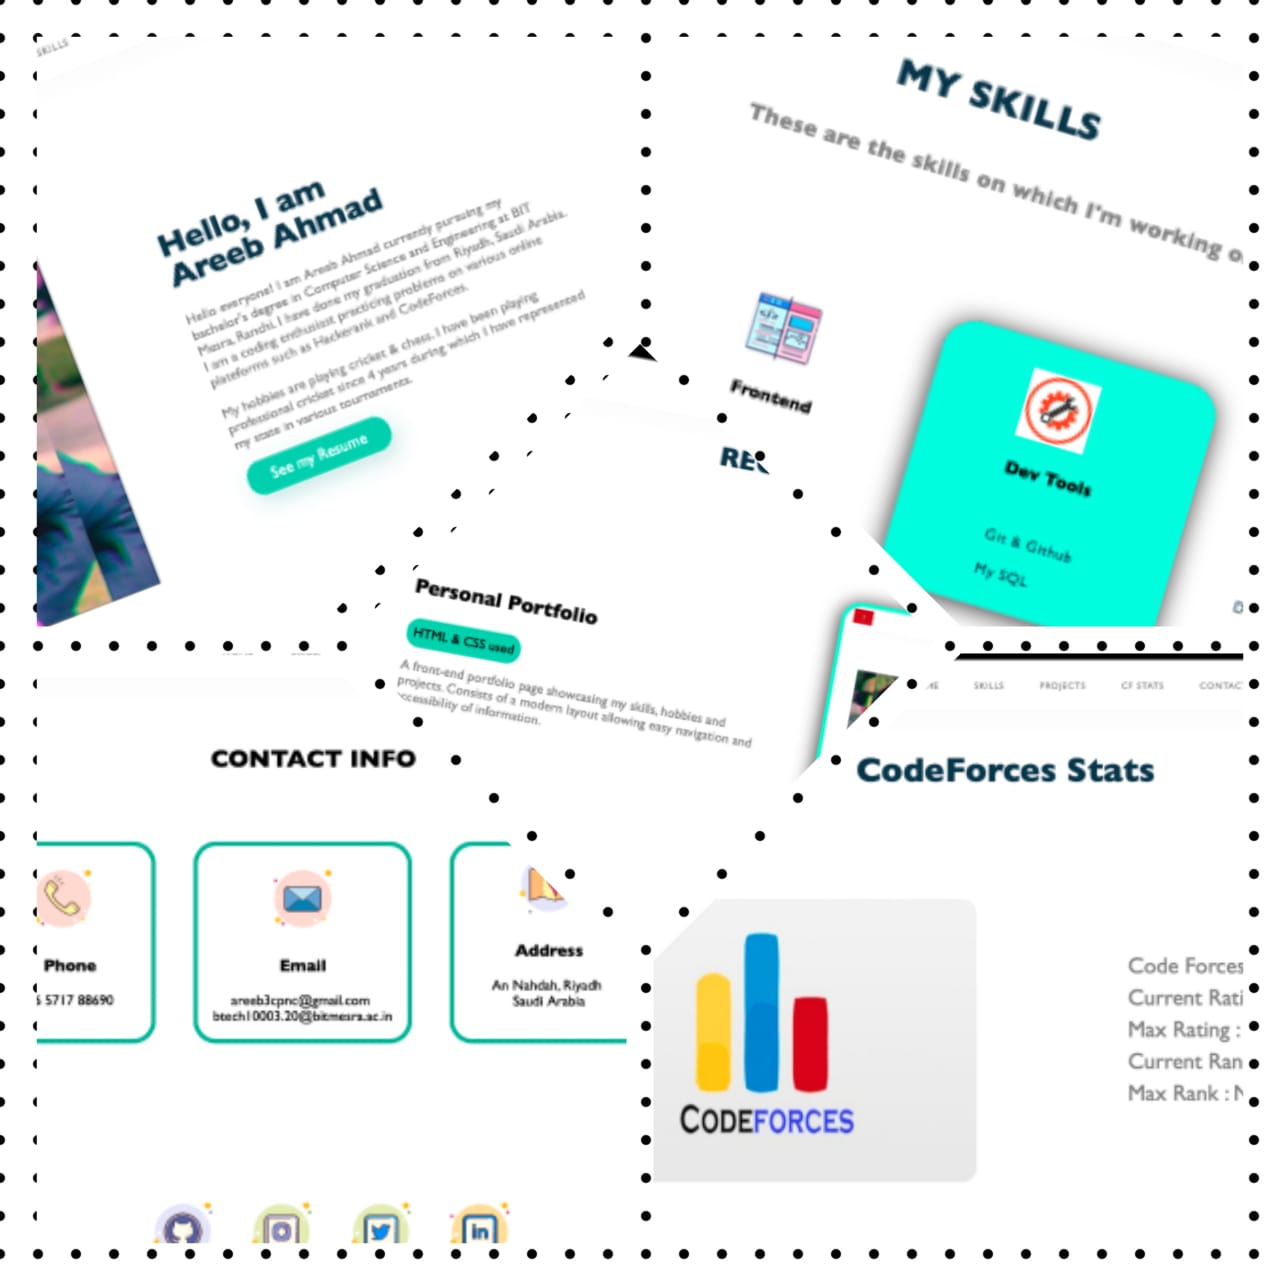 SKILLS
Hello, I am
Areeb Ahmad
Hello everyone! I am Areeb Ahmad currently pursuing my
bachelor's degree in Computer Science and Engineering at BIT
Mesra, Ranchi. I have done my graduation from Riyadh, Saudi Arabia.
I am a coding enthusiast practicing problems on various online
plateforms such as Hackerank and CodeForces.
My hobbies are playing cricket & chess. I have been playing
professional cricket since 4 years during which I have represented
my state in various tournaments.
See my Resume
MY SKILLS
These are the skills on which I'm working
Frontend
Dev Tools
Git & Github
My SQL
Personal Portfolio
HTML & CSS used
A front-end portfolio page showcasing my skills, hobbies and
projects. Consists of a modern layout allowing easy navigation and
accessibility of information.
CONTACT INFO
Phone
5717 88690
Email
areeb3cpnc@gmail.com
btech10003.20@bitmesra.ac.in
Address
An Nahdah, Riyadh
Saudi Arabia
SKILLS
PROJECTS
CF STATS
CONTACT
CodeForces Stats
CODEFORCES
Code Forces
Current Rati
Max Rating :
Current Ran
Max Rank :